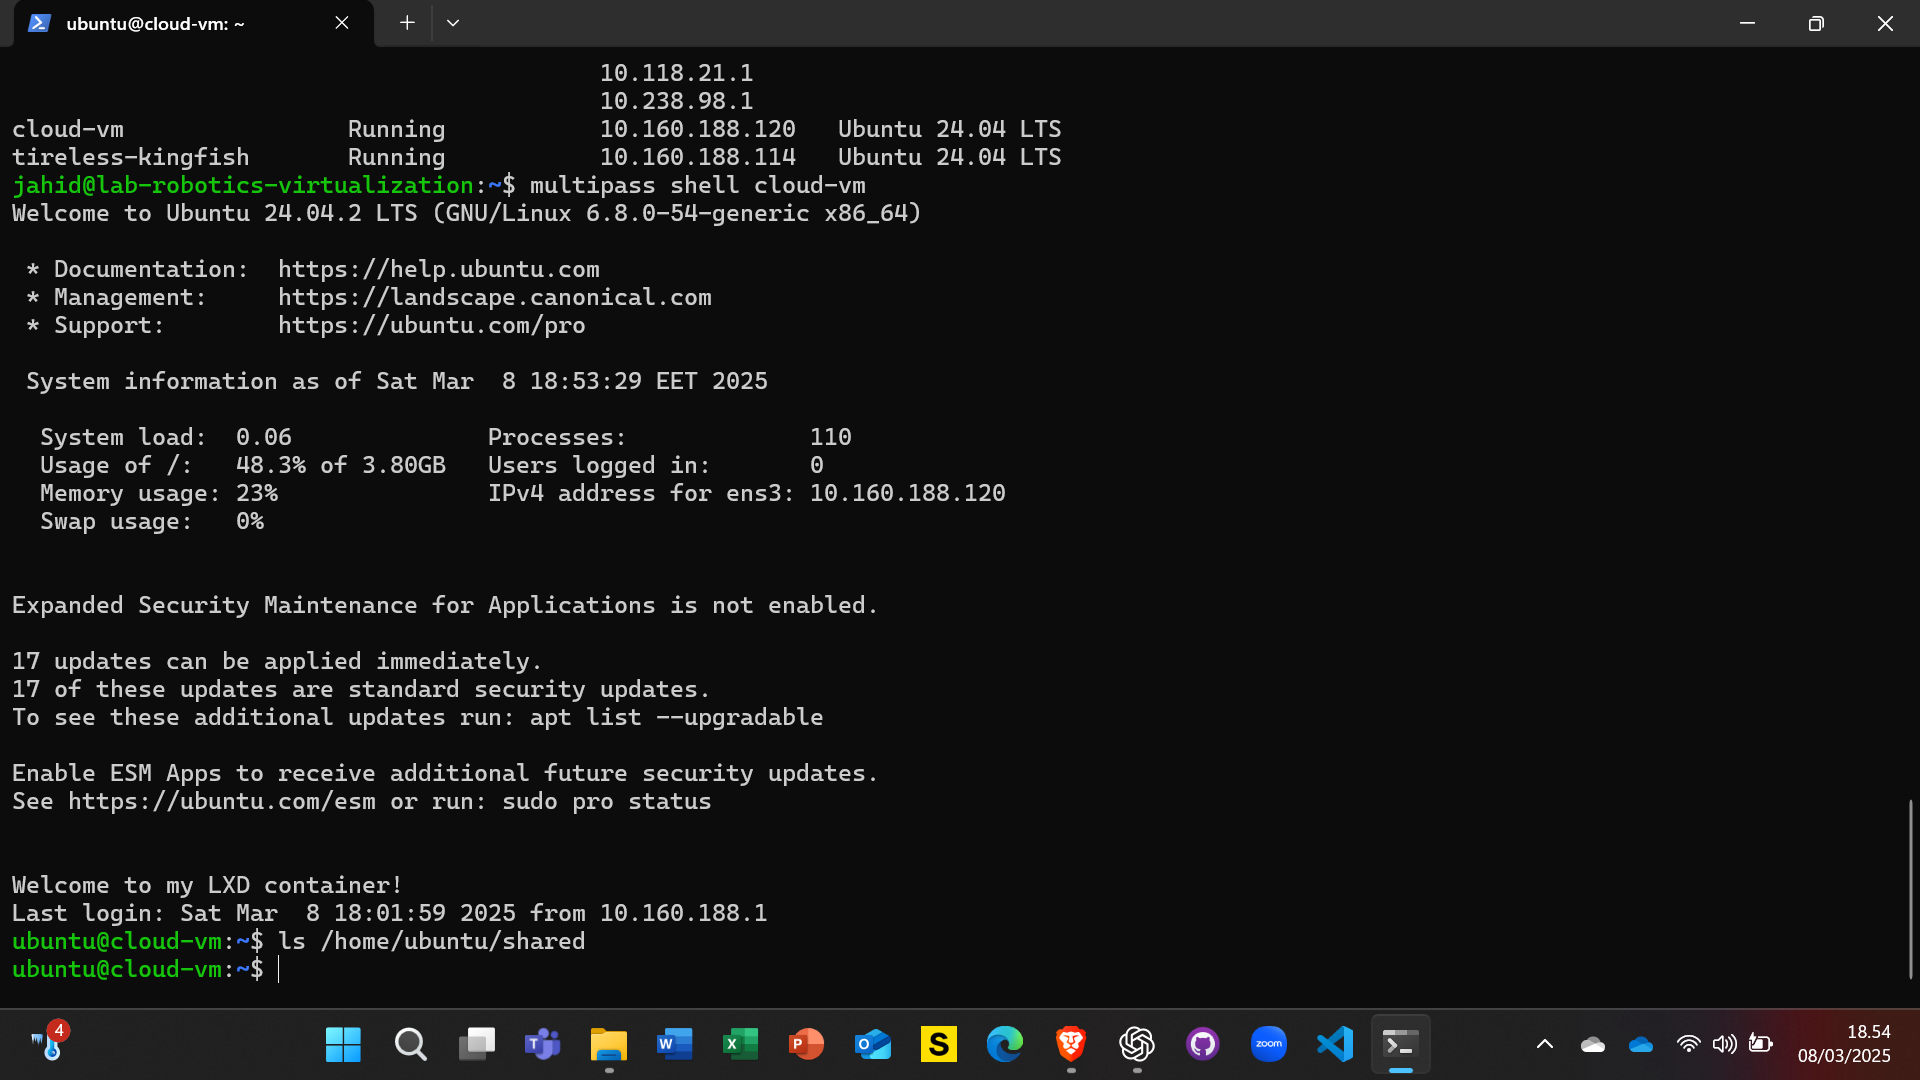 ubuntu@cloud-vm: ~
10.118.21.1
10.238.98.1
cloud-vm Running 10.160.188.120 Ubuntu 24.04 LTS
tireless-kingfish Running 10.160.188.114 Ubuntu 24.04 LTS
jahid@lab-robotics-virtualization:~$ multipass shell cloud-vm
Welcome to Ubuntu 24.04.2 LTS (GNU/Linux 6.8.0-54-generic x86_64)
* Documentation: https://help.ubuntu.com
* Management: https://landscape.canonical.com
* Support: https://ubuntu.com/pro
System information as of Sat Mar 8 18:53:29 EET 2025
System load: 0.06 Processes: 110
Usage of /: 48.3% of 3.80GB Users logged in: 0
Memory usage: 23% IPv4 address for ens3: 10.160.188.120
Swap usage: 0%
Expanded Security Maintenance for Applications is not enabled.
17 updates can be applied immediately.
17 of these updates are standard security updates.
To see these additional updates run: apt list --upgradable
Enable ESM Apps to receive additional future security updates.
See https://ubuntu.com/esm or run: sudo pro status
Welcome to my LXD container!
Last login: Sat Mar 8 18:01:59 2025 from 10.160.188.1
ubuntu@cloud-vm:~$ ls /home/ubuntu/shared
ubuntu@cloud-vm:~$
4
T
W
X
P
O
S
zoom
18.54
08/03/2025